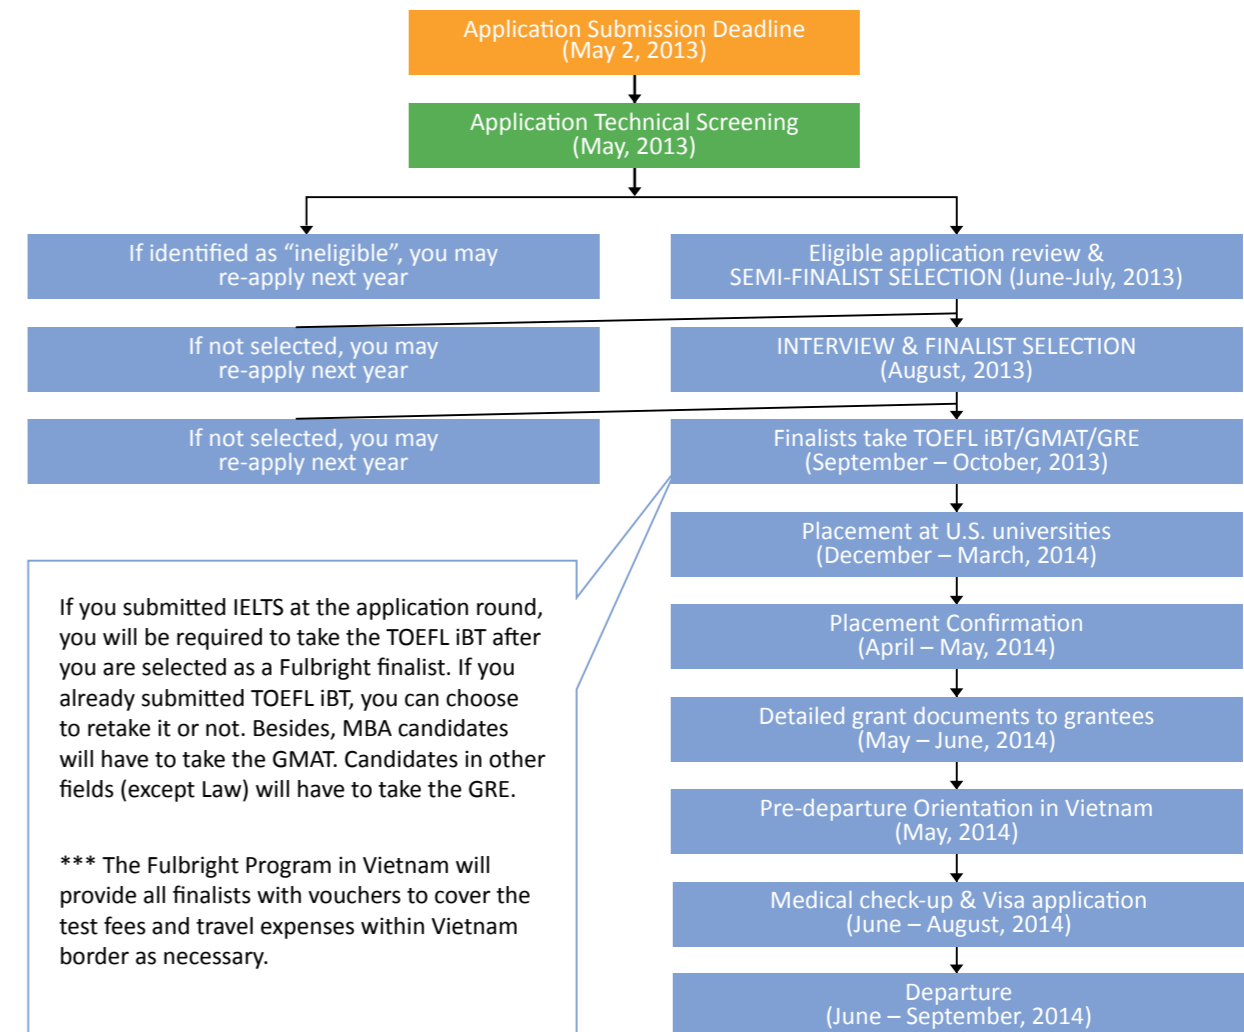 Application Submission Deadline
(May 2, 2013)
Application Technical Screening
(May, 2013)
If identified as “ineligible”, you may
re-apply next year
Eligible application review &
SEMI-FINALIST SELECTION (June-July, 2013)
If not selected, you may
re-apply next year
INTERVIEW & FINALIST SELECTION
(August, 2013)
If not selected, you may
re-apply next year
Finalists take TOEFL iBT/GMAT/GRE
(September – October, 2013)
Placement at U.S. universities
(December – March, 2014)
Placement Confirmation
(April – May, 2014)
Detailed grant documents to grantees
(May – June, 2014)
Pre-departure Orientation in Vietnam
(May, 2014)
Medical check-up & Visa application
(June – August, 2014)
Departure
(June – September, 2014)
If you submitted IELTS at the application round,
you will be required to take the TOEFL iBT after
you are selected as a Fulbright finalist. If you
already submitted TOEFL iBT, you can choose
to retake it or not. Besides, MBA candidates
will have to take the GMAT. Candidates in other
fields (except Law) will have to take the GRE.
*** The Fulbright Program in Vietnam will
provide all finalists with vouchers to cover the
test fees and travel expenses within Vietnam
border as necessary.